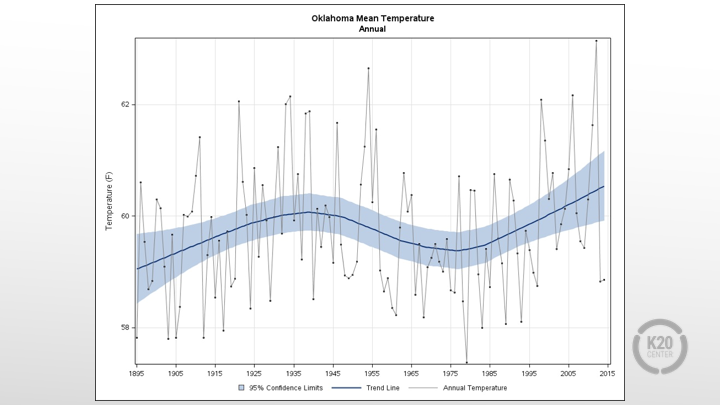 Oklahoma Mean Temperature
Annual
Temperature (F)
62
60
58
1895 1905 1915 1925 1935 1945 1955 1965 1975 1985 1995 2005 2015
95% Confidence Limits Trend Line Annual Temperature
K20
CENTER